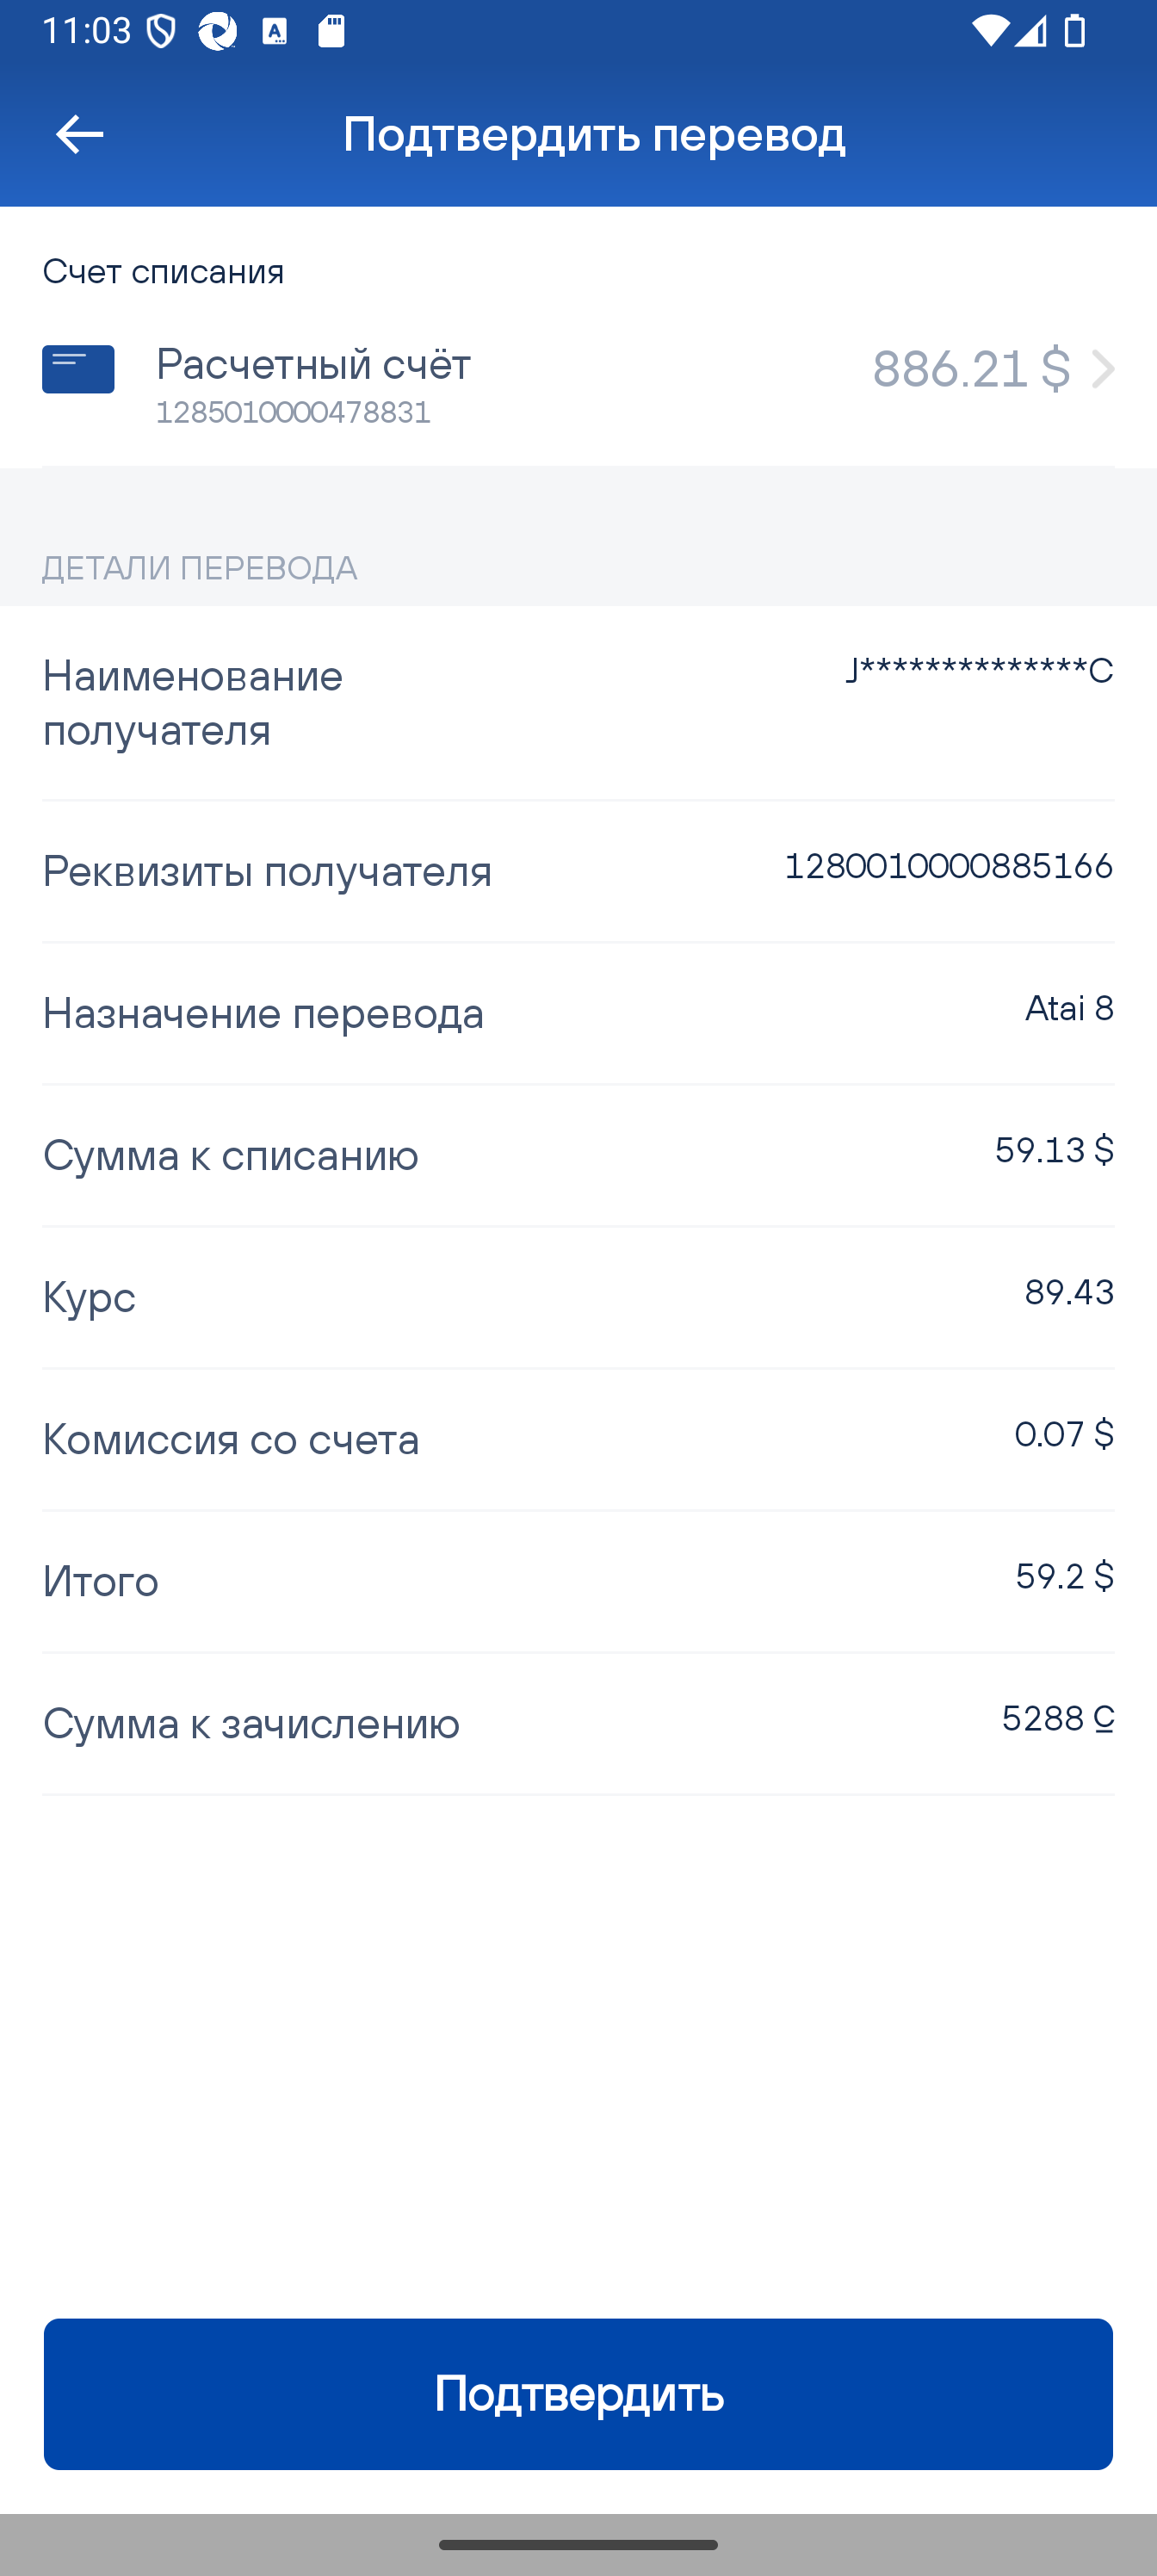 11:03
Подтвердить перевод
Счет списания
Расчетный счёт
886.21 $
1285010000478831
ДЕТАЛИ ПЕРЕВОДА
Наименование получателя
J**************C
Реквизиты получателя
1280010000885166
Назначение перевода
Atai 8
Сумма к списанию
59.13 $
Курс
89.43
Комиссия со счета
0.07 $
Итого
59.2 $
Сумма к зачислению
5288 С̲
Подтвердить